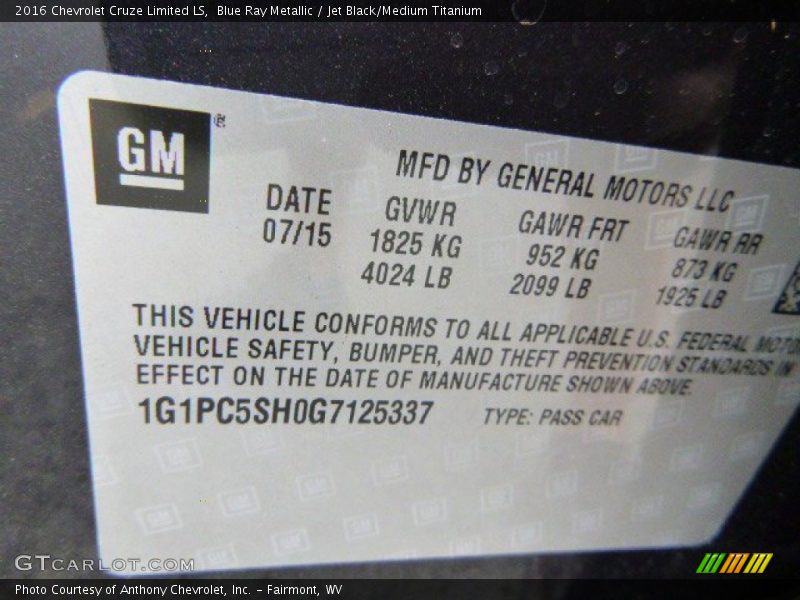 2016 Chevrolet Cruze Limited LS, Blue Ray Metallic / Jet Black/Medium Titanium
GM ®
MFD BY GENERAL MOTORS LLC
DATE GVWR GAWR FRT GAWR RR
07/15 1825 KG 952 KG 873 KG
4024 LB 2099 LB 1925 LB
THIS VEHICLE CONFORMS TO ALL APPLICABLE U.S. FEDERAL MOTOR
VEHICLE SAFETY, BUMPER, AND THEFT PREVENTION STANDARDS IN
EFFECT ON THE DATE OF MANUFACTURE SHOWN ABOVE.
1G1PC5SH0G7125337 TYPE: PASS CAR
GTCARLOT.COM
Photo Courtesy of Anthony Chevrolet, Inc. – Fairmont, WV